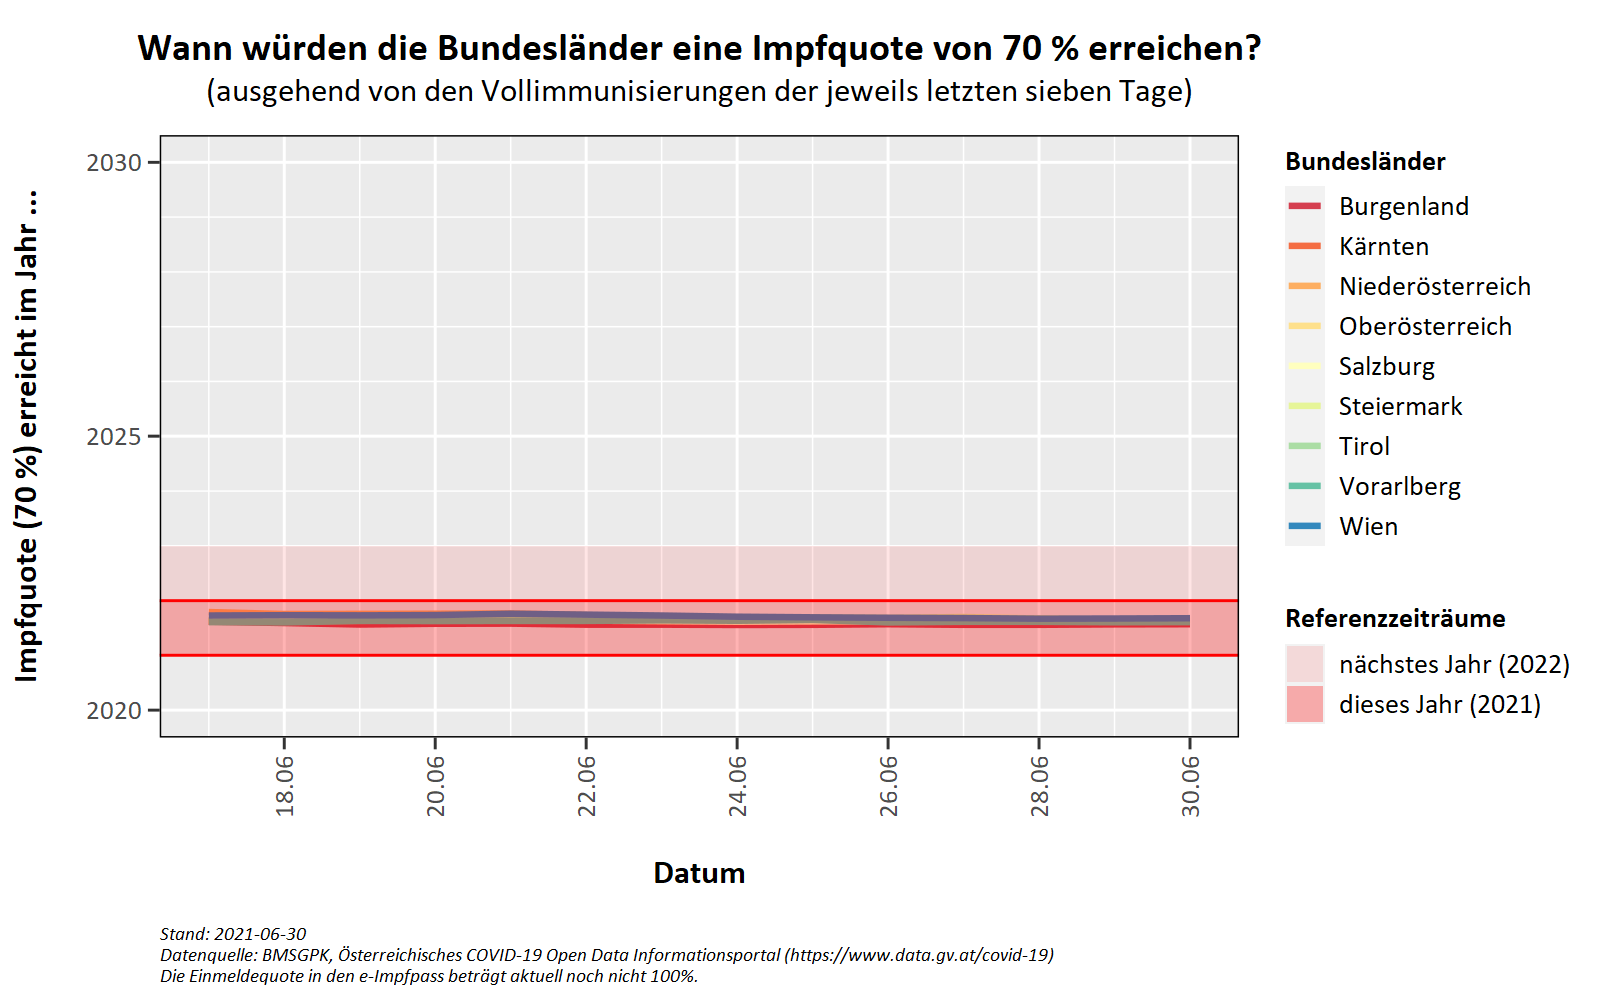 Wann würden die Bundesländer eine Impfquote von 70 % erreichen?
(ausgehend von den Vollimmunisierungen der jeweils letzten sieben Tage)
Impfquote (70 %) erreicht im Jahr ...
2030
2025
2020
18.06
20.06
22.06
24.06
26.06
28.06
30.06
Datum
Bundesländer
Burgenland
Kärnten
Niederösterreich
Oberösterreich
Salzburg
Steiermark
Tirol
Vorarlberg
Wien
Referenzzeiträume
nächstes Jahr (2022)
dieses Jahr (2021)
Stand: 2021-06-30
Datenquelle: BMSGPK, Österreichisches COVID-19 Open Data Informationsportal (https://www.data.gv.at/covid-19)
Die Einmeldequote in den e-Impfpass beträgt aktuell noch nicht 100%.